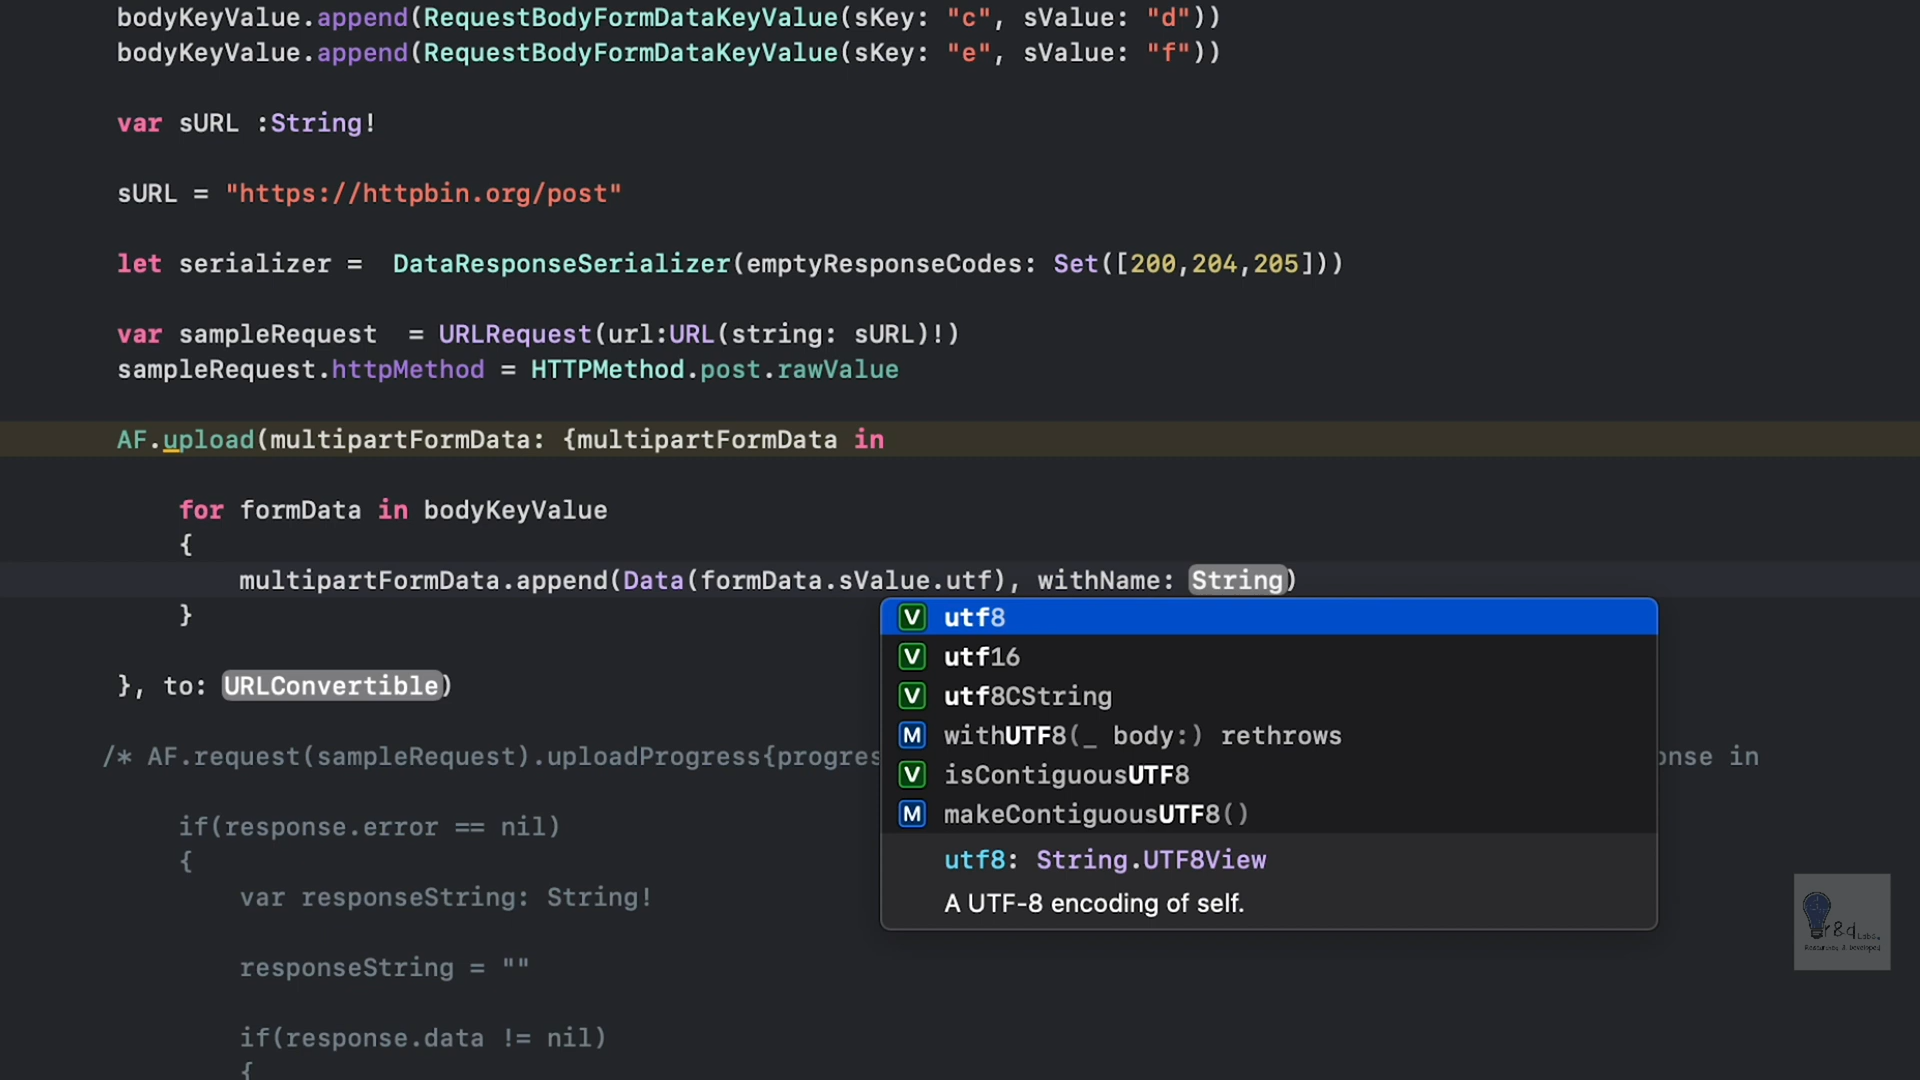 bodyKeyValue.append(RequestBodyFormDataKeyValue(sKey: "c", sValue: "d"))
bodyKeyValue.append(RequestBodyFormDataKeyValue(sKey: "e", sValue: "f"))
var sURL :String!
sURL = "https://httpbin.org/post"
let serializer =  DataResponseSerializer(emptyResponseCodes: Set([200,204,205]))
var sampleRequest  = URLRequest(url:URL(string: sURL)!)
sampleRequest.httpMethod = HTTPMethod.post.rawValue
AF.upload(multipartFormData: {multipartFormData in
for formData in bodyKeyValue
{
multipartFormData.append(Data(formData.sValue.utf), withName: String)
}
utf8
utf16
utf8CString
withUTF8(_ body:) rethrows
isContiguousUTF8
makeContiguousUTF8()
utf8: String.UTF8View
A UTF-8 encoding of self.
}, to: URLConvertible)
/* AF.request(sampleRequest).uploadProgress{progres onse in
if(response.error == nil)
{
var responseString: String!
responseString = ""
if(response.data != nil)
{
r&d Labs